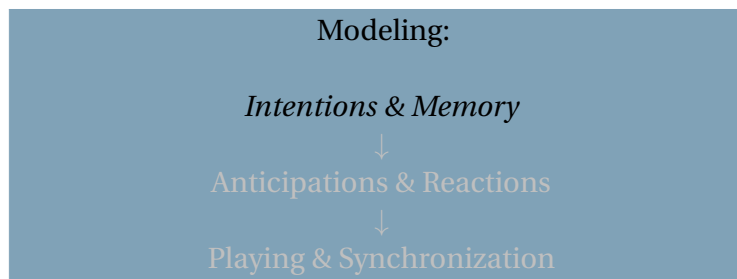 Modeling:
Intentions & Memory
↓
Anticipations & Reactions
↓
Playing & Synchronization